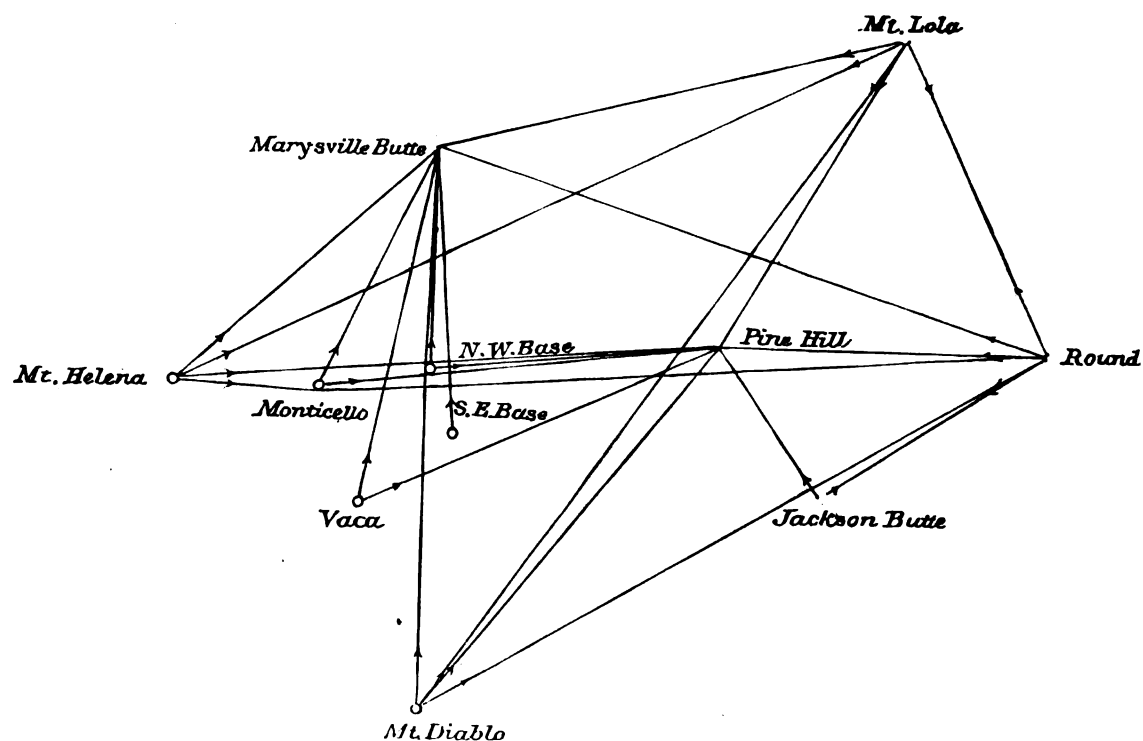 Mt. Lola
Marysville Butte
Pine Hill
N.W. Base
Round
Mt. Helena
Monticello
S.E. Base
Vaca
Jackson Butte
Mt. Diablo